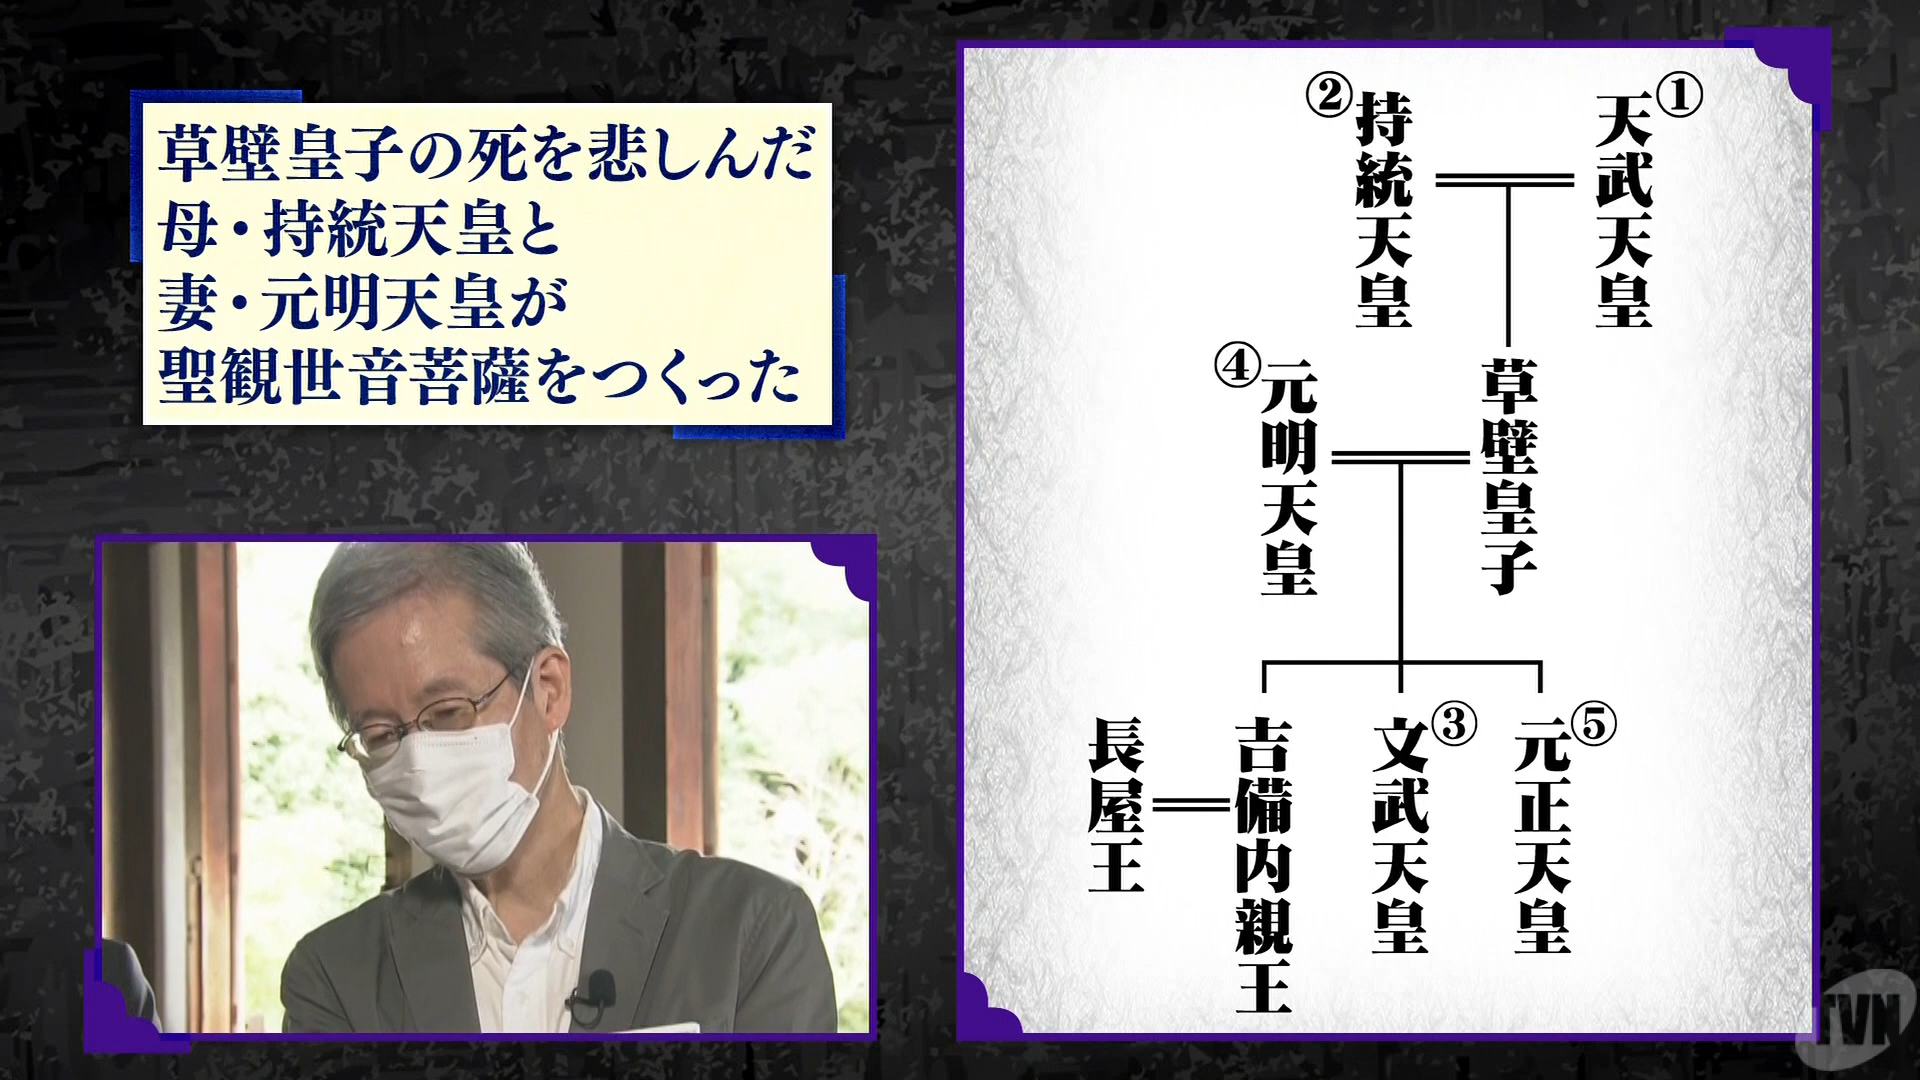 草壁皇子の死を悲しんだ
母・持統天皇と
妻・元明天皇が
聖観世音菩薩をつくった
①
天武天皇
②
持統天皇
草壁皇子
④
元明天皇
⑤
元正天皇
③
文武天皇
吉備内親王
長屋王
TVN